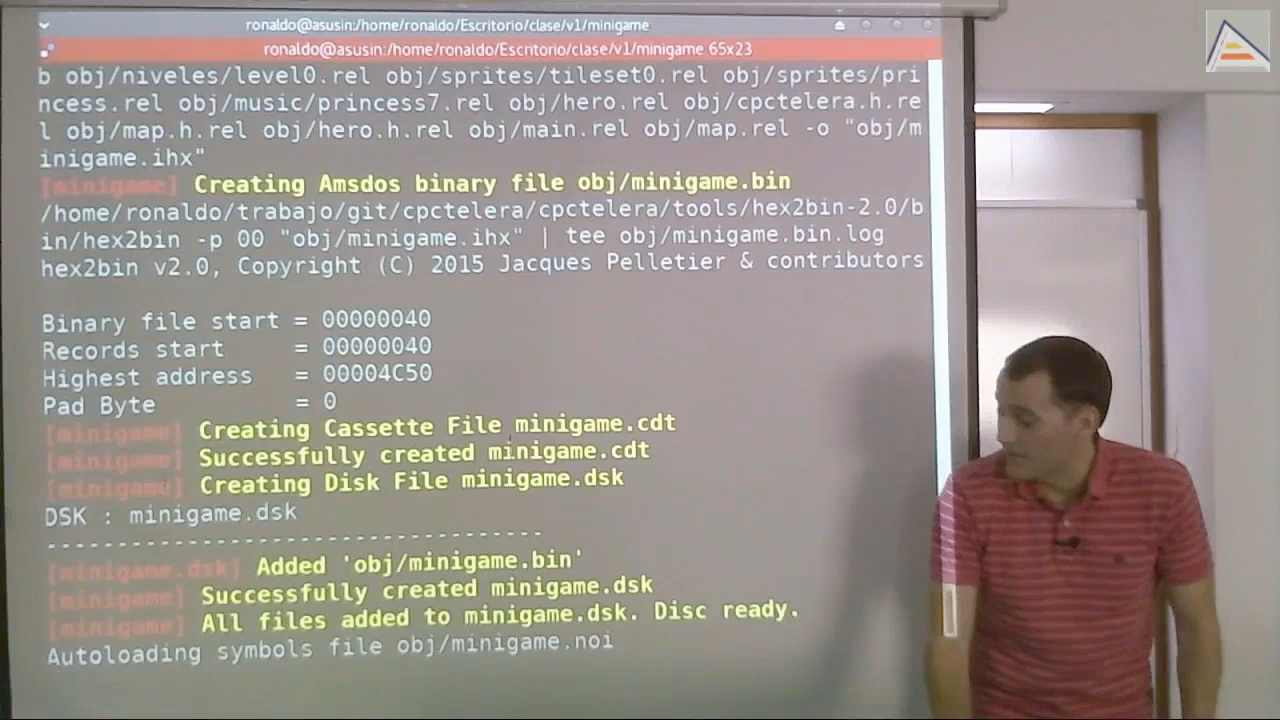 ronaldo@asusin:/home/ronaldo/Escritorio/clase/v1/minigame
ronaldo@asusin:/home/ronaldo/Escritorio/clase/v1/minigame 65x23
b obj/niveles/level0.rel obj/sprites/tileset0.rel obj/sprites/pri
ncess.rel obj/music/princess7.rel obj/hero.rel obj/cpctelera.h.re
l obj/map.h.rel obj/hero.h.rel obj/main.rel obj/map.rel -o "obj/m
inigame.ihx"
[minigame] Creating Amsdos binary file obj/minigame.bin
/home/ronaldo/trabajo/git/cpctelera/cpctelera/tools/hex2bin-2.0/b
in/hex2bin -p 00 "obj/minigame.ihx" | tee obj/minigame.bin.log
hex2bin v2.0, Copyright (C) 2015 Jacques Pelletier & contributors
Binary file start = 00000040
Records start = 00000040
Highest address = 00004C50
Pad Byte = 0
[minigame] Creating Cassette File minigame.cdt
[minigame] Successfully created minigame.cdt
[minigame] Creating Disk File minigame.dsk
DSK : minigame.dsk
------------------------------------
[minigame.dsk] Added 'obj/minigame.bin'
[minigame] Successfully created minigame.dsk
[minigame] All files added to minigame.dsk. Disc ready.
Autoloading symbols file obj/minigame.noi